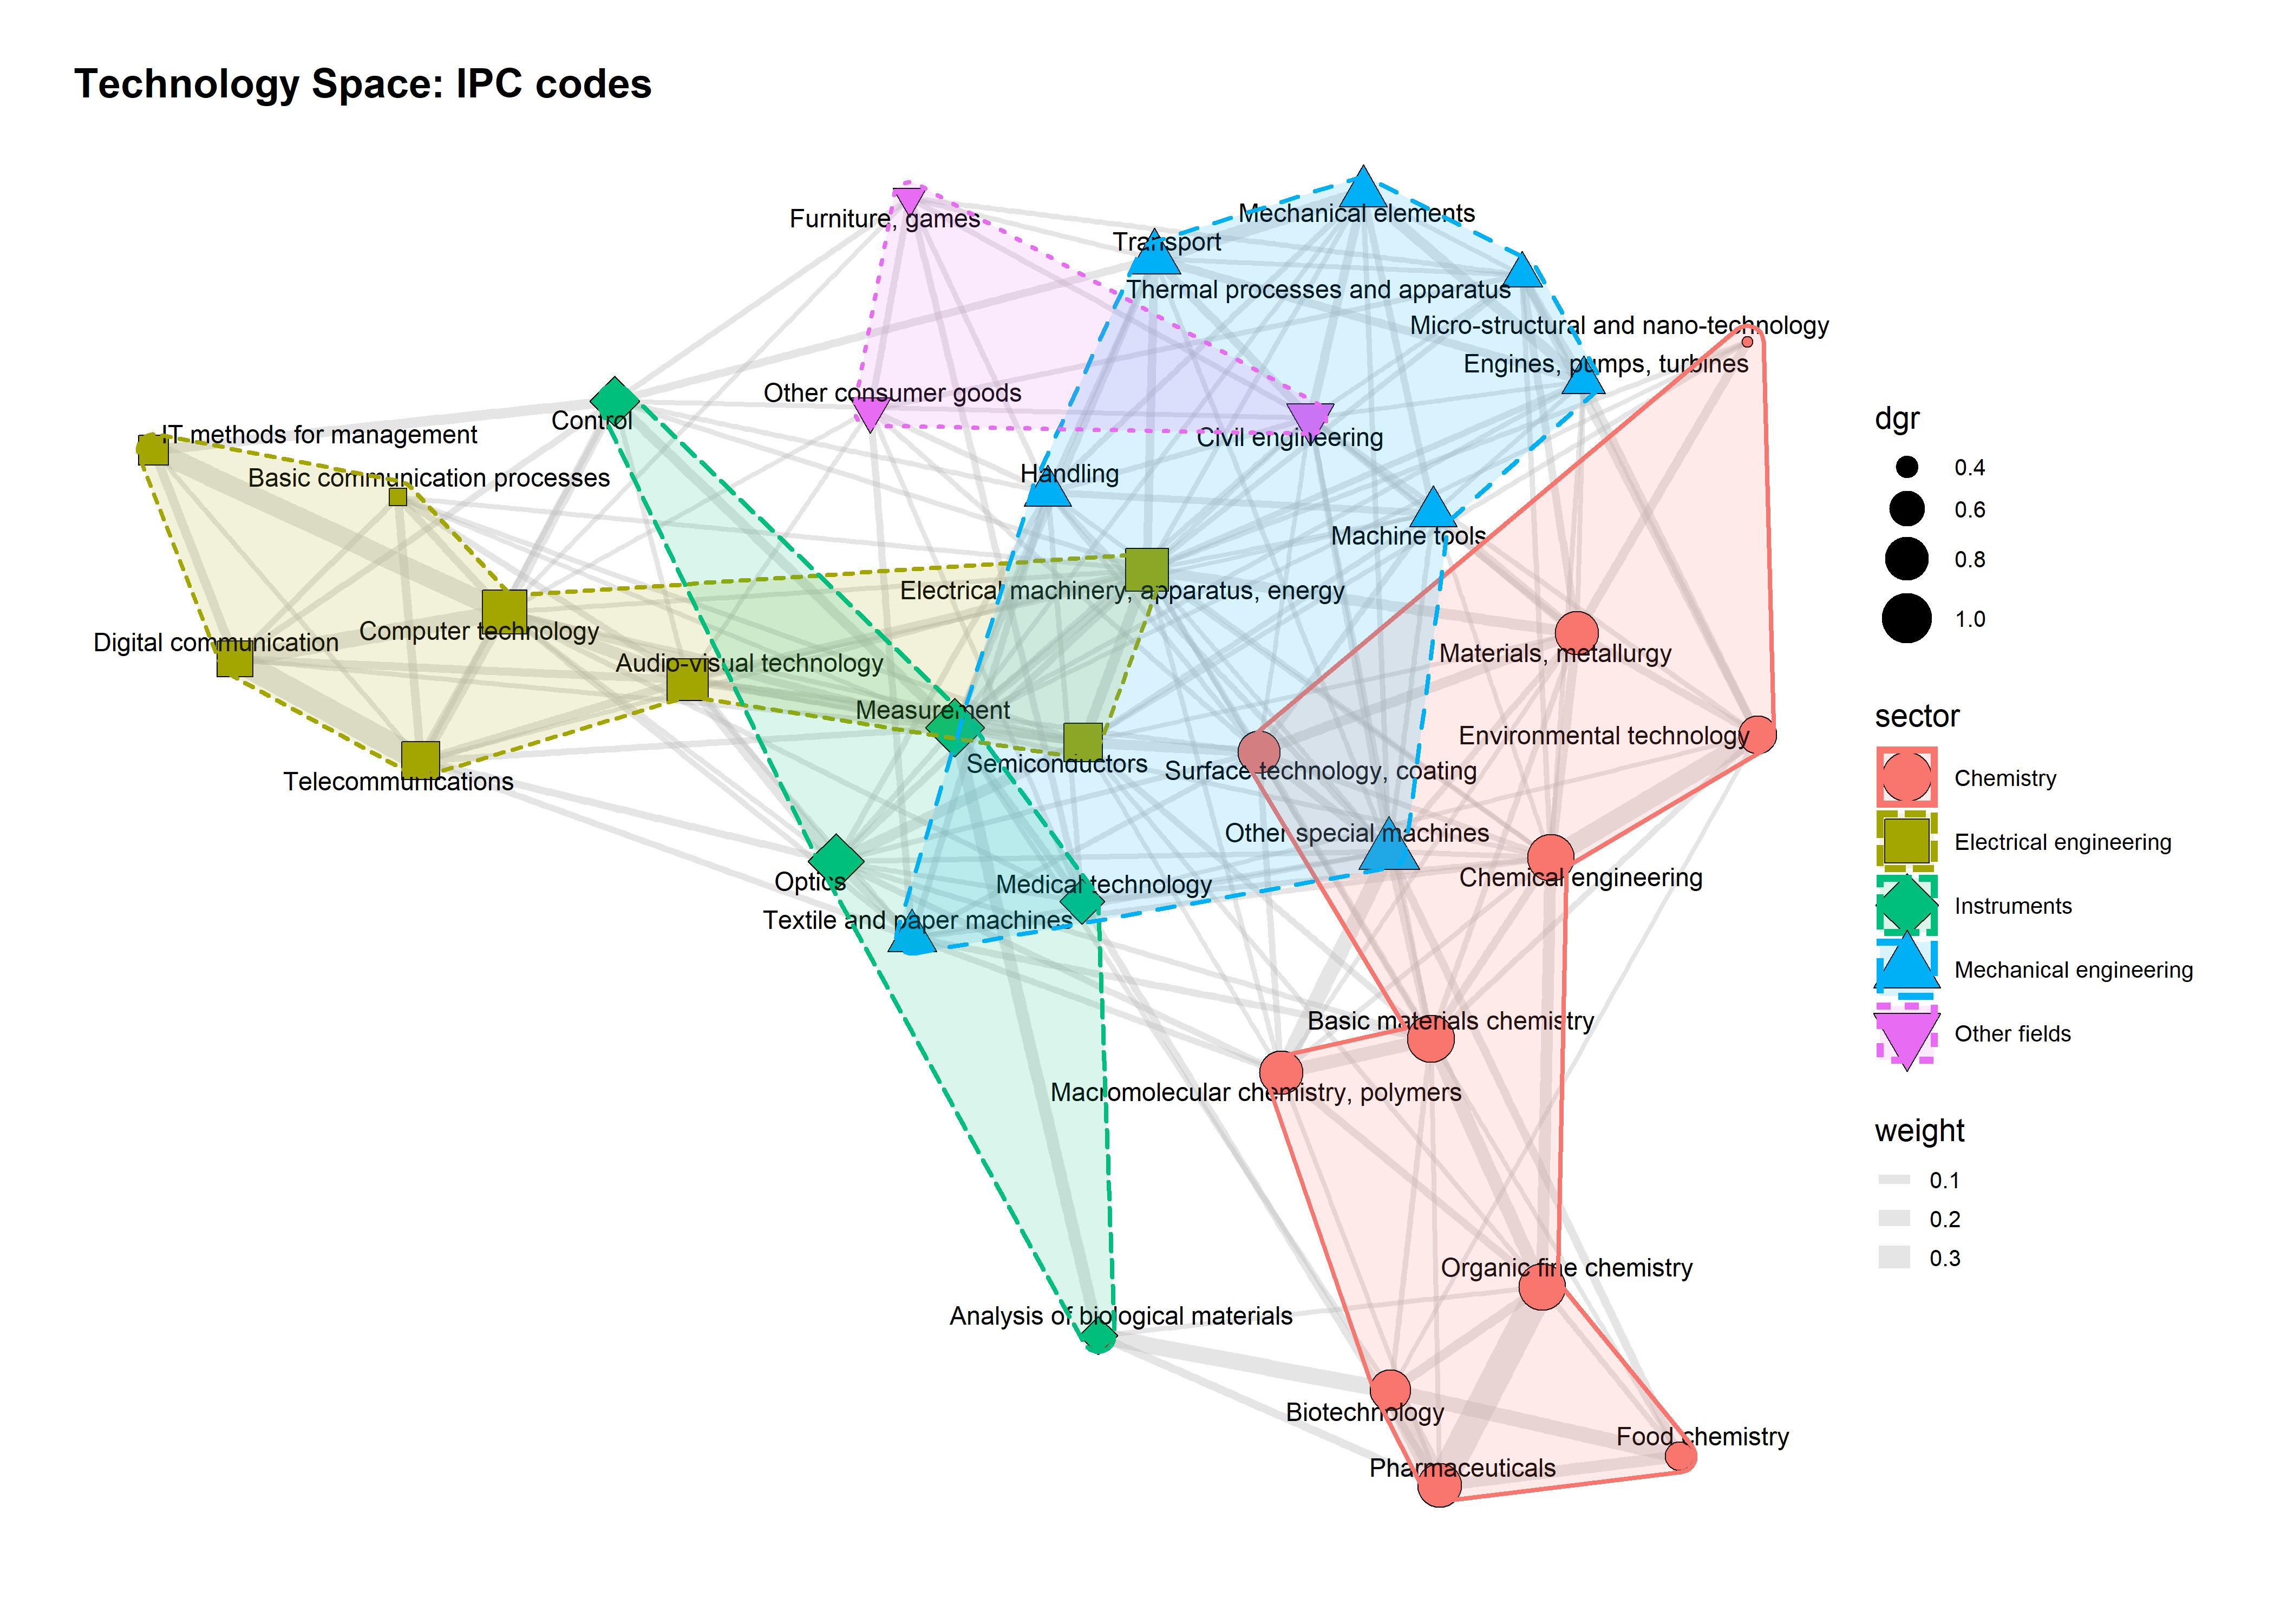 Technology Space: IPC codes
Mechanical elements
Furniture, games
Transport
Thermal processes and apparatus
Micro-structural and nano-technology
Engines, pumps, turbines
Other consumer goods
Control
IT methods for management
Civil engineering
Handling
Basic communication processes
Machine tools
Electrical machinery, apparatus, energy
Computer technology
Digital communication
Materials, metallurgy
Audio-visual technology
Measurement
Environmental technology
Semiconductors
Surface technology, coating
Telecommunications
Other special machines
Chemical engineering
Optics
Medical technology
Textile and paper machines
Basic materials chemistry
Macromolecular chemistry, polymers
Organic fine chemistry
Analysis of biological materials
Biotechnology
Food chemistry
Pharmaceuticals
dgr
0.4
0.6
0.8
1.0
sector
Chemistry
Electrical engineering
Instruments
Mechanical engineering
Other fields
weight
0.1
0.2
0.3